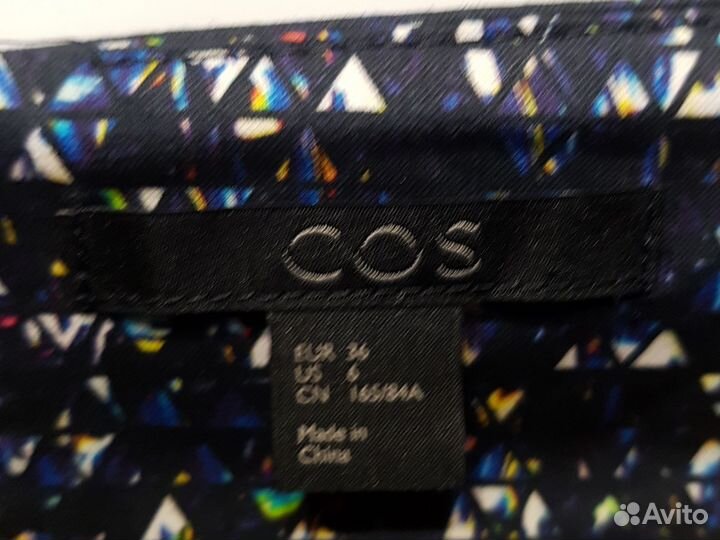 COS
EUR 36
US 6
CN 165/84A
Made in
China
Avito